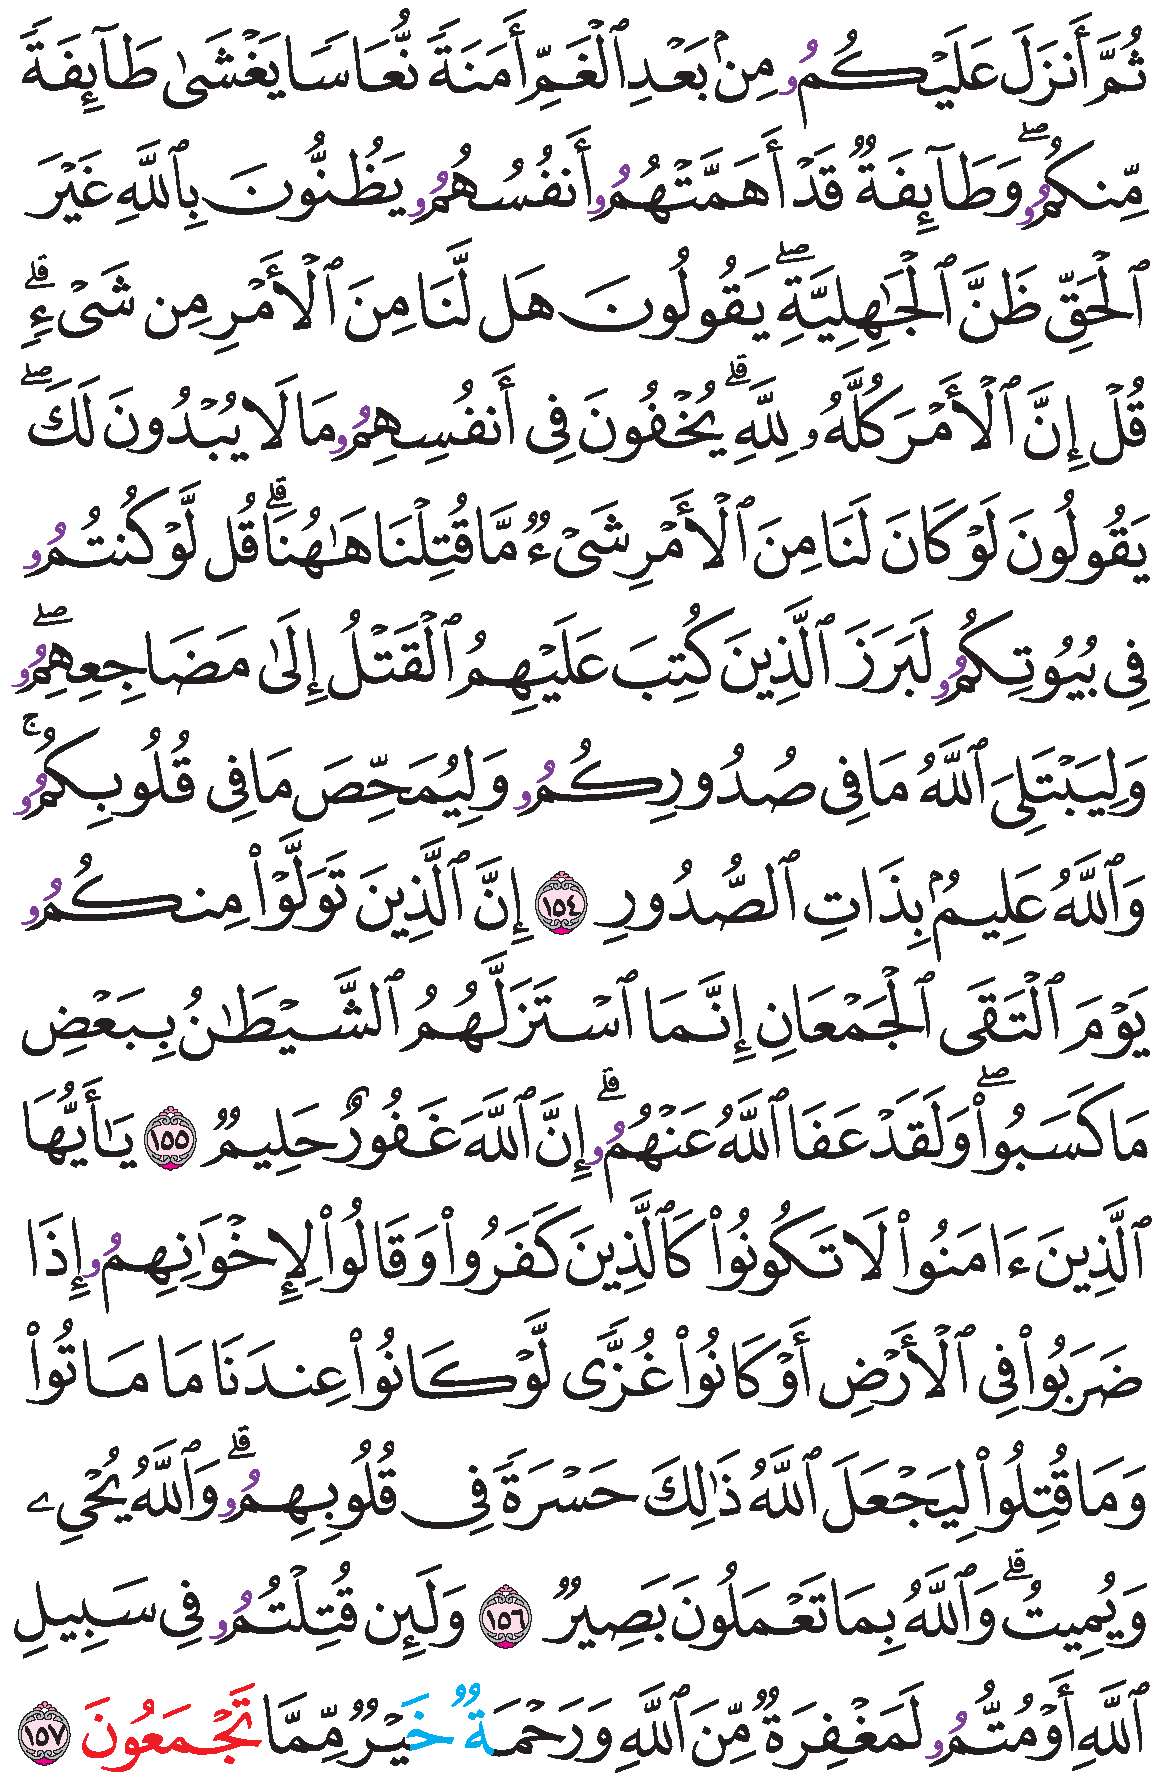 ثُمَّ أَنزَلَ عَلَيْكُمُۥ مِنۢ بَعْدِ ٱلْغَمِّ أَمَنَةً نُّعَاسًا يَغْشَىٰ طَآئِفَةً
مِّنكُمُۥۖ وَطَآئِفَةٌ قَدْ أَهَمَّتْهُمُۥ أَنفُسُهُمُۥ يَظُنُّونَ بِٱللَّهِ غَيْرَ
ٱلْحَقِّ ظَنَّ ٱلْجَٰهِلِيَّةِۖ يَقُولُونَ هَل لَّنَا مِنَ ٱلْأَمْرِ مِن شَىْءٍۗ
قُلْ إِنَّ ٱلْأَمْرَ كُلَّهُۥ لِلَّهِۗ يُخْفُونَ فِى أَنفُسِهِمُۥ مَا لَا يُبْدُونَ لَكَۖ
يَقُولُونَ لَوْ كَانَ لَنَا مِنَ ٱلْأَمْرِ شَىْءٌ مَّا قُتِلْنَا هَٰهُنَاۗ قُل لَّوْ كُنتُمُۥ
فِى بُيُوتِكُمُۥ لَبَرَزَ ٱلَّذِينَ كُتِبَ عَلَيْهِمُ ٱلْقَتْلُ إِلَىٰ مَضَاجِعِهِمُۥۖ
وَلِيَبْتَلِىَ ٱللَّهُ مَا فِى صُدُورِكُمُۥ وَلِيُمَحِّصَ مَا فِى قُلُوبِكُمُۥۚ
وَٱللَّهُ عَلِيمٌۢ بِذَاتِ ٱلصُّدُورِ ١٥٤ إِنَّ ٱلَّذِينَ تَوَلَّوْا۟ مِنكُمُۥ
يَوْمَ ٱلْتَقَى ٱلْجَمْعَانِ إِنَّمَا ٱسْتَزَلَّهُمُ ٱلشَّيْطَٰنُ بِبَعْضِ
مَا كَسَبُوا۟ۖ وَلَقَدْ عَفَا ٱللَّهُ عَنْهُمُۥۗ إِنَّ ٱللَّهَ غَفُورٌ حَلِيمٌ ١٥٥ يَٰٓأَيُّهَا
ٱلَّذِينَ ءَامَنُوا۟ لَا تَكُونُوا۟ كَٱلَّذِينَ كَفَرُوا۟ وَقَالُوا۟ لِإِخْوَٰنِهِمُۥ إِذَا
ضَرَبُوا۟ فِى ٱلْأَرْضِ أَوْ كَانُوا۟ غُزًّى لَّوْ كَانُوا۟ عِندَنَا مَا مَاتُوا۟
وَمَا قُتِلُوا۟ لِيَجْعَلَ ٱللَّهُ ذَٰلِكَ حَسْرَةً فِى قُلُوبِهِمُۥۗ وَٱللَّهُ يُحْىِۦ
وَيُمِيتُۗ وَٱللَّهُ بِمَا تَعْمَلُونَ بَصِيرٌ ١٥٦ وَلَئِن قُتِلْتُمُۥ فِى سَبِيلِ
ٱللَّهِ أَوْ مُتُّمُۥ لَمَغْفِرَةٌ مِّنَ ٱللَّهِ وَرَحْمَةٌ خَيْرٌ مِّمَّا تَجْمَعُونَ ١٥٧